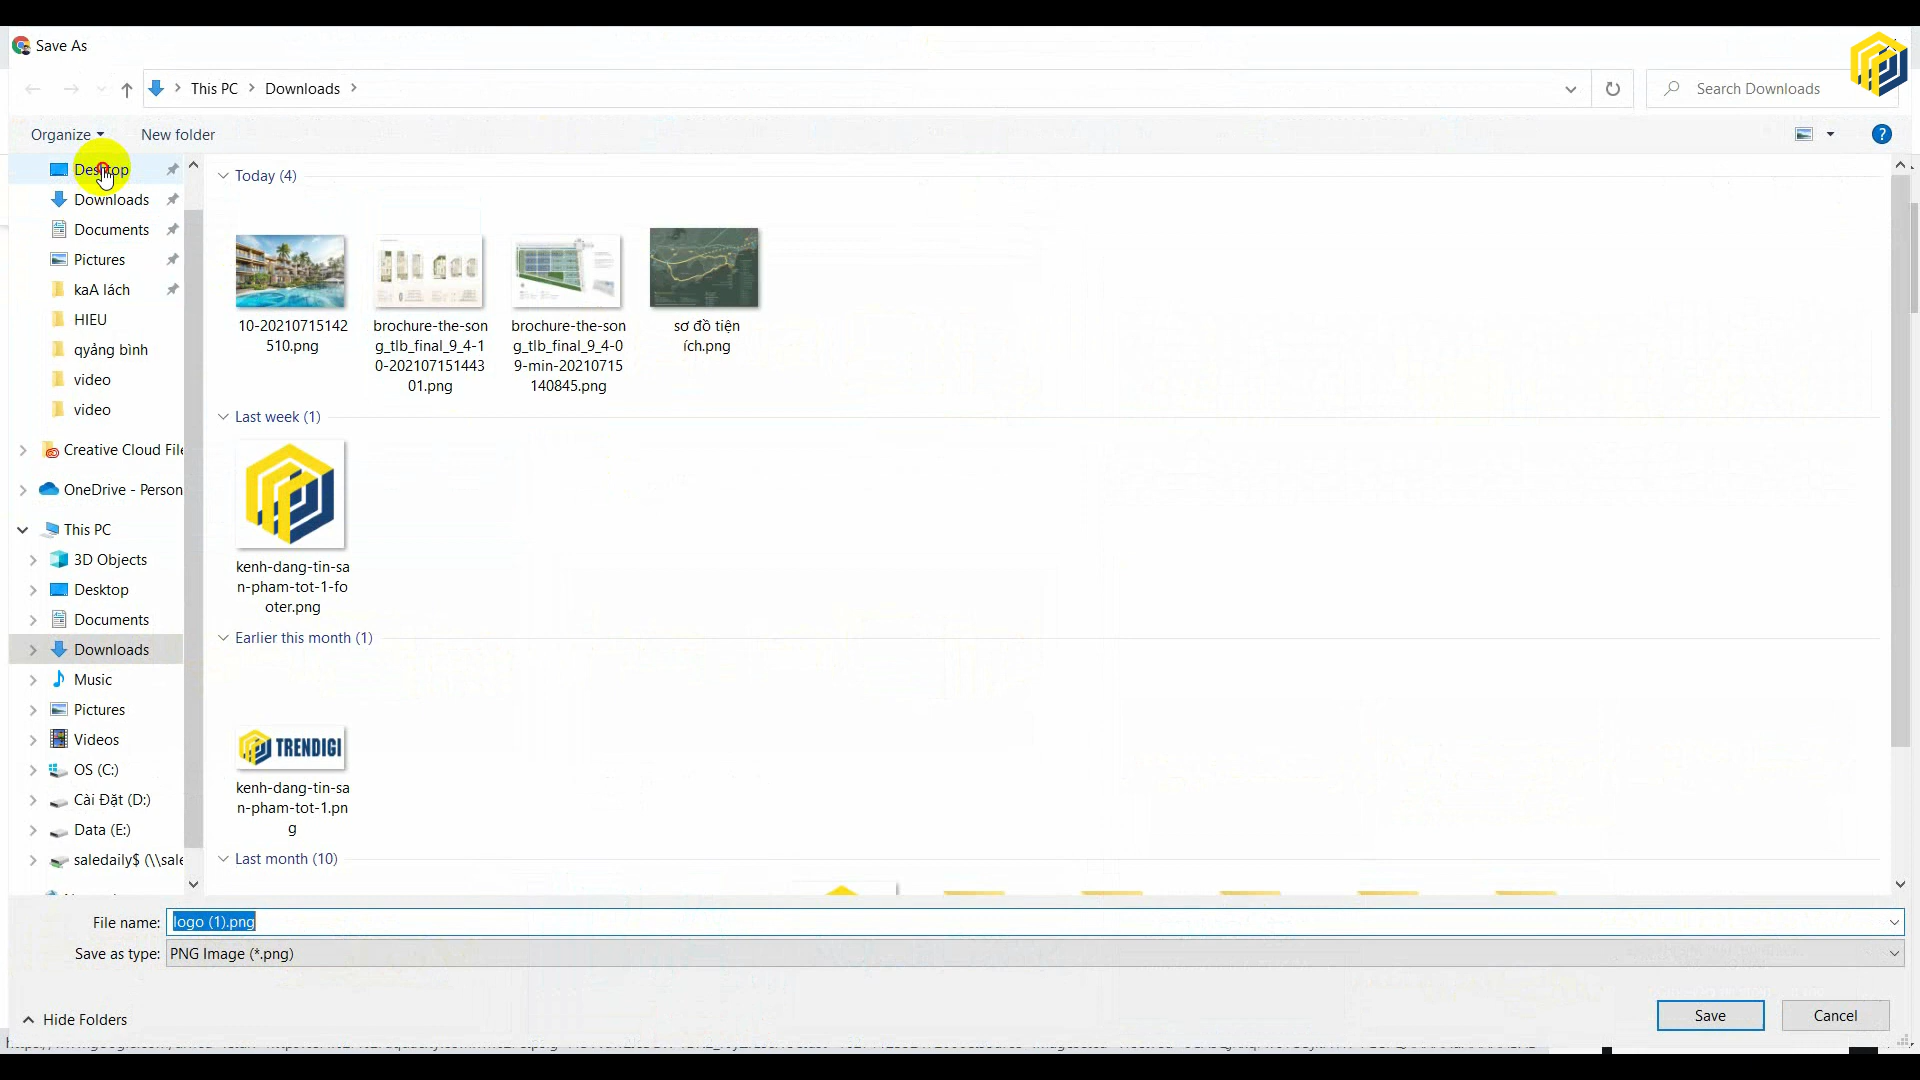 Save As
This PC
Downloads
Search Downloads
Organize
New folder
Desktop
Downloads
Documents
Pictures
kaA lách
HIEU
qyảng bình
video
video
Creative Cloud File
OneDrive - Person
This PC
3D Objects
Desktop
Documents
Downloads
Music
Pictures
Videos
OS (C:)
Cài Đặt (D:)
Data (E:)
saledaily$ (\\sale
Today (4)
10-20210715142
510.png
brochure-the-son
g_tlb_final_9_4-1
0-202107151443
01.png
brochure-the-son
g_tlb_final_9_4-0
9-min-20210715
140845.png
sơ đồ tiện
ích.png
Last week (1)
kenh-dang-tin-sa
n-pham-tot-1-fo
oter.png
Earlier this month (1)
TRENDIGI
kenh-dang-tin-sa
n-pham-tot-1.pn
g
Last month (10)
File name: logo (1).png
Save as type: PNG Image (*.png)
Hide Folders
Save
Cancel